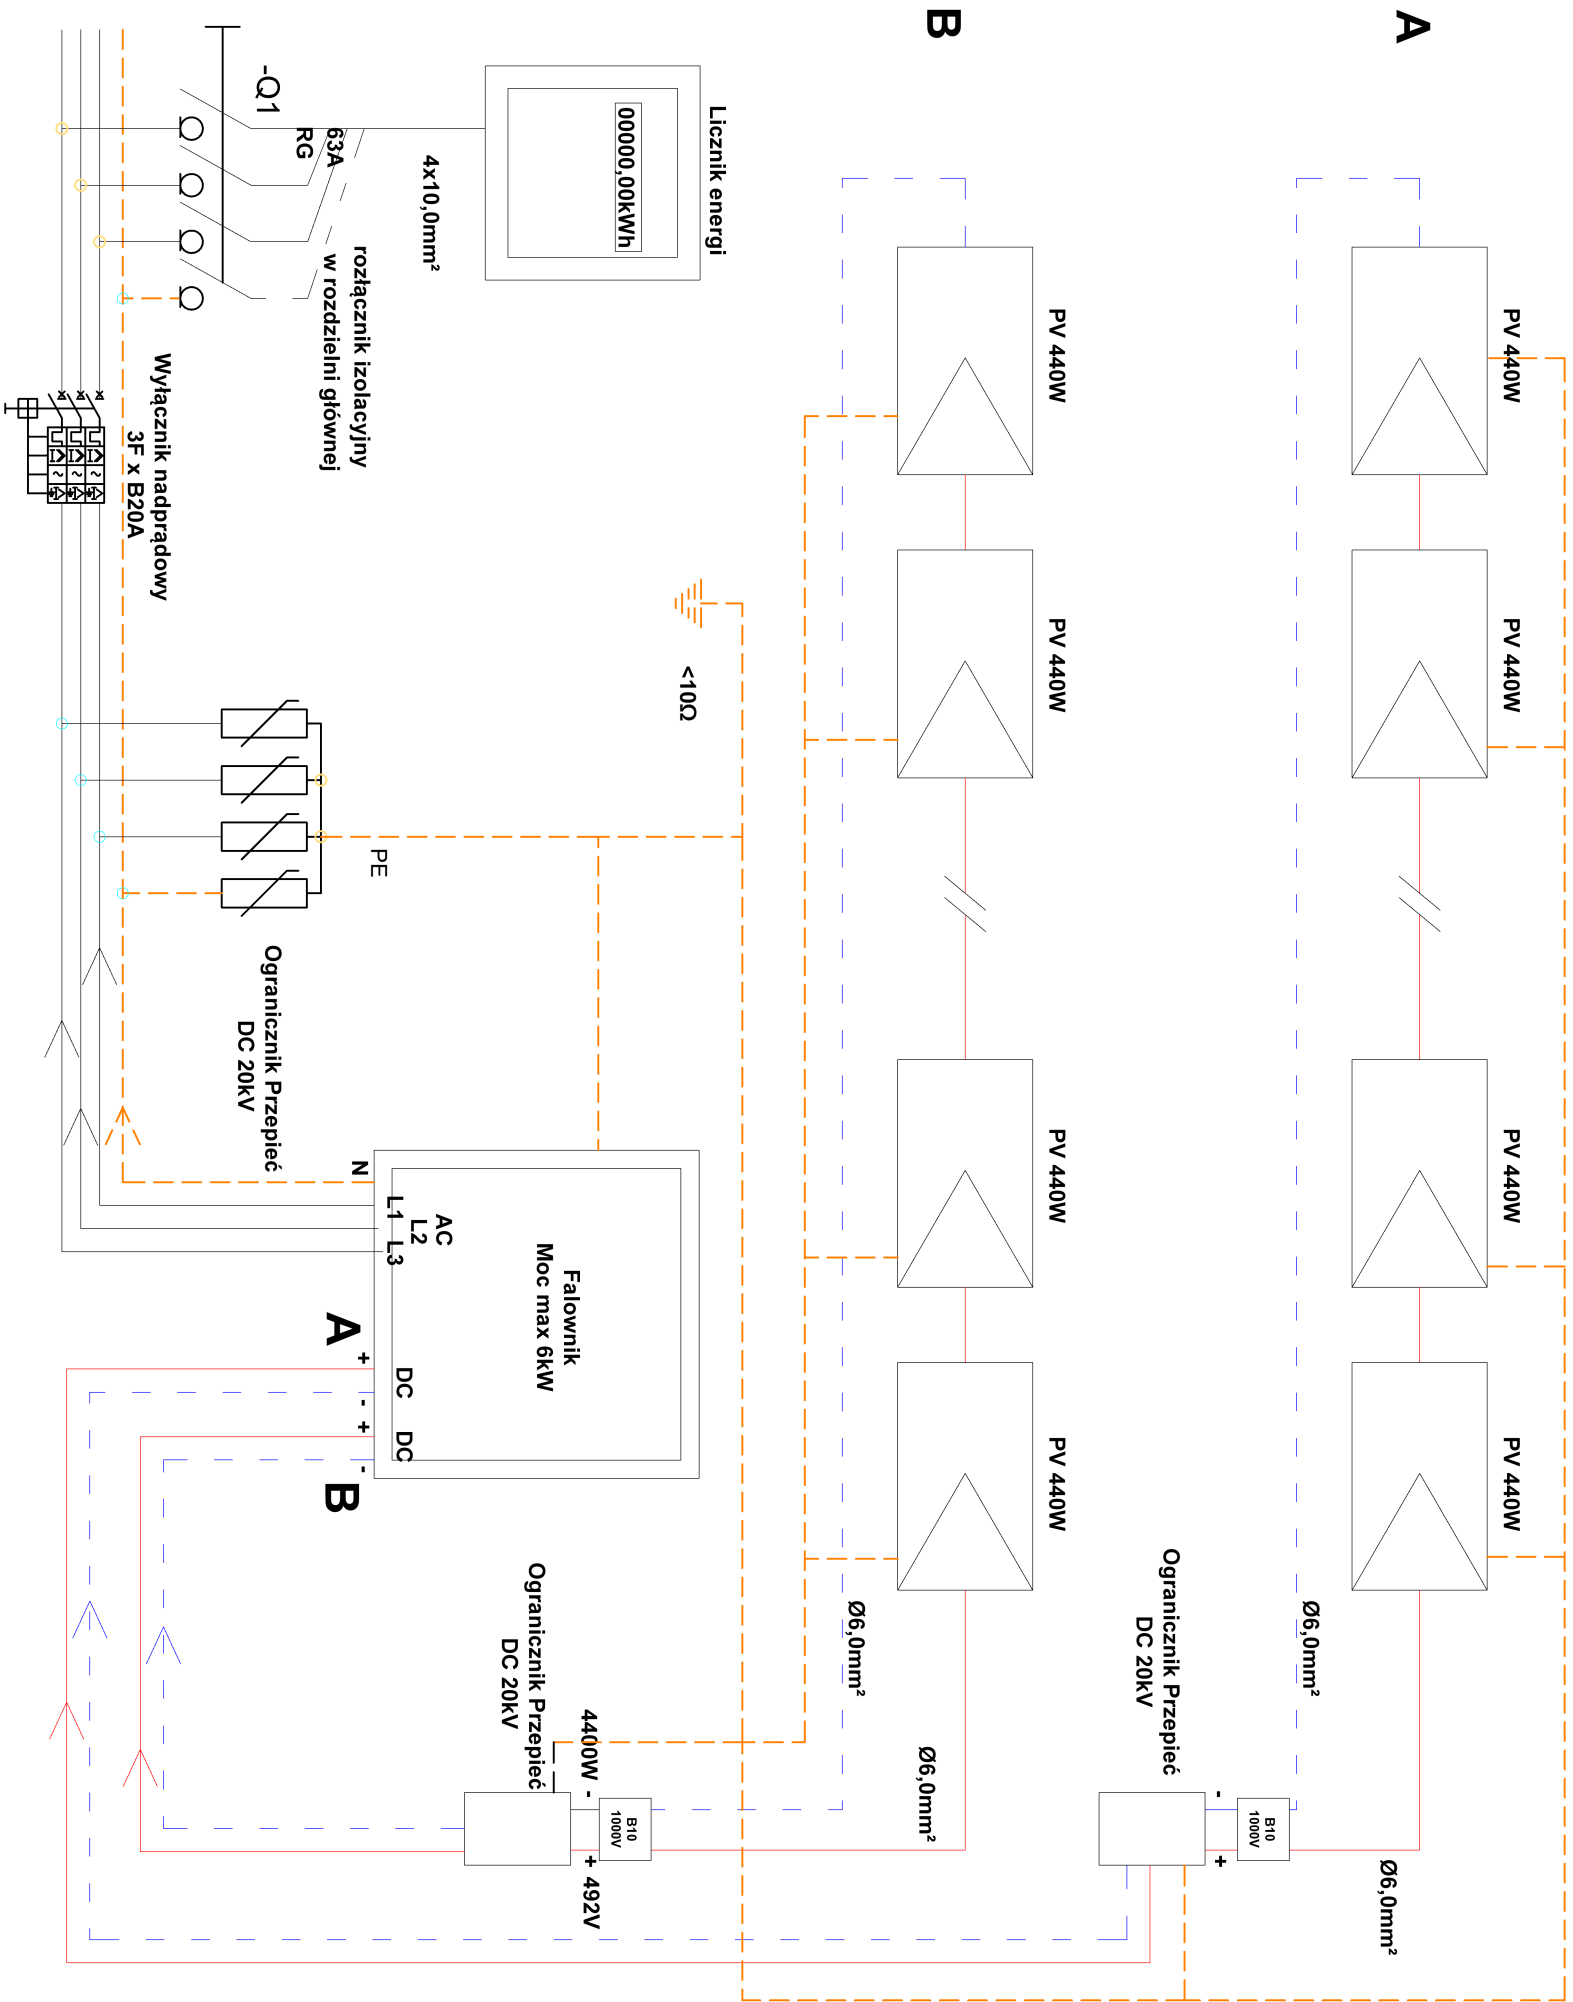 A
PV 440W
PV 440W
PV 440W
PV 440W
Ø6,0mm²
Ø6,0mm²
Ogranicznik Przepięć
DC 20kV
-
+
B10
1000V
B
PV 440W
PV 440W
PV 440W
PV 440W
Ø6,0mm²
Ø6,0mm²
Licznik energi
00000,00kWh
4x10,0mm²
<10Ω
63A
RG
-Q1
rozłącznik izolacyjny
w rozdzielni głównej
Wyłącznik nadprądowy
3F x B20A
PE
Ogranicznik Przepięć
DC 20kV
Falownik
Moc max 6kW
AC
N
L1
L2
L3
A
+
DC
-
+
DC
-
B
Ogranicznik Przepięć
DC 20kV
4400W -
+ 492V
B10
1000V